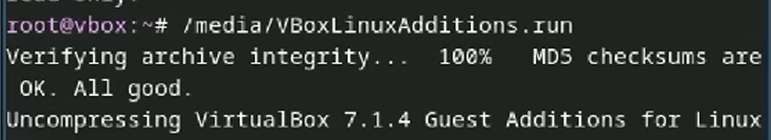 root@vbox:~# /media/VBoxLinuxAdditions.run
Verifying archive integrity...  100%   MD5 checksums are
 OK. All good.
Uncompressing VirtualBox 7.1.4 Guest Additions for Linux